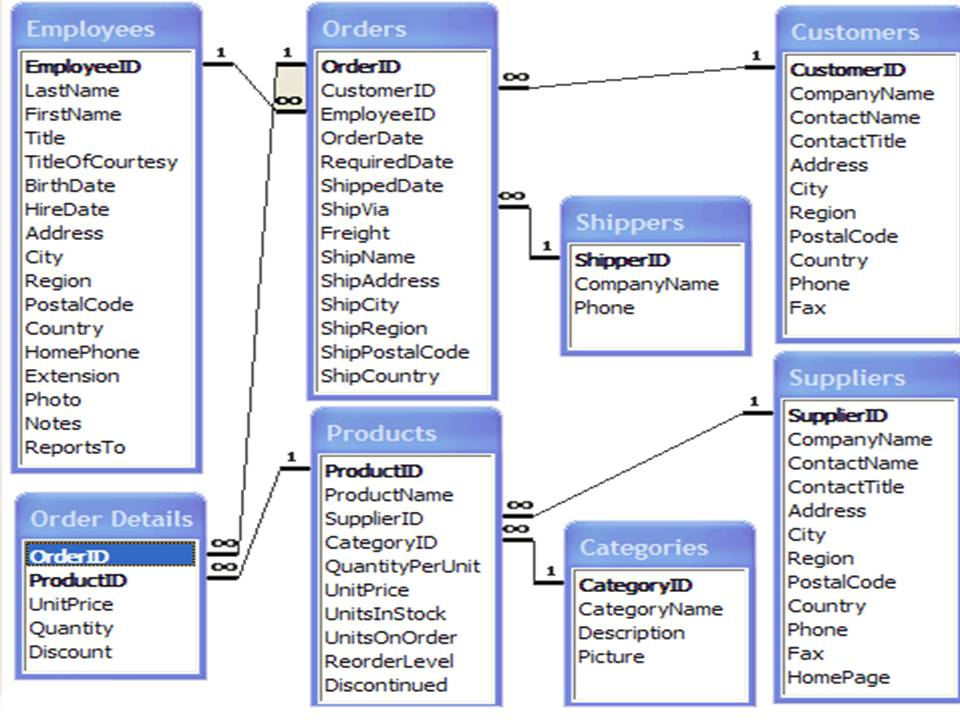 Employees
EmployeeID
LastName
FirstName
Title
TitleOfCourtesy
BirthDate
HireDate
Address
City
Region
PostalCode
Country
HomePhone
Extension
Photo
Notes
ReportsTo
1
1
∞
Orders
OrderID
CustomerID
EmployeeID
OrderDate
RequiredDate
ShippedDate
ShipVia
Freight
ShipName
ShipAddress
ShipCity
ShipRegion
ShipPostalCode
ShipCountry
∞
1
∞
1
Customers
CustomerID
CompanyName
ContactName
ContactTitle
Address
City
Region
PostalCode
Country
Phone
Fax
Shippers
ShipperID
CompanyName
Phone
Order Details
OrderID
ProductID
UnitPrice
Quantity
Discount
∞
∞
1
Products
ProductID
ProductName
SupplierID
CategoryID
QuantityPerUnit
UnitPrice
UnitsInStock
UnitsOnOrder
ReorderLevel
Discontinued
∞
∞
1
1
Categories
CategoryID
CategoryName
Description
Picture
Suppliers
SupplierID
CompanyName
ContactName
ContactTitle
Address
City
Region
PostalCode
Country
Phone
Fax
HomePage